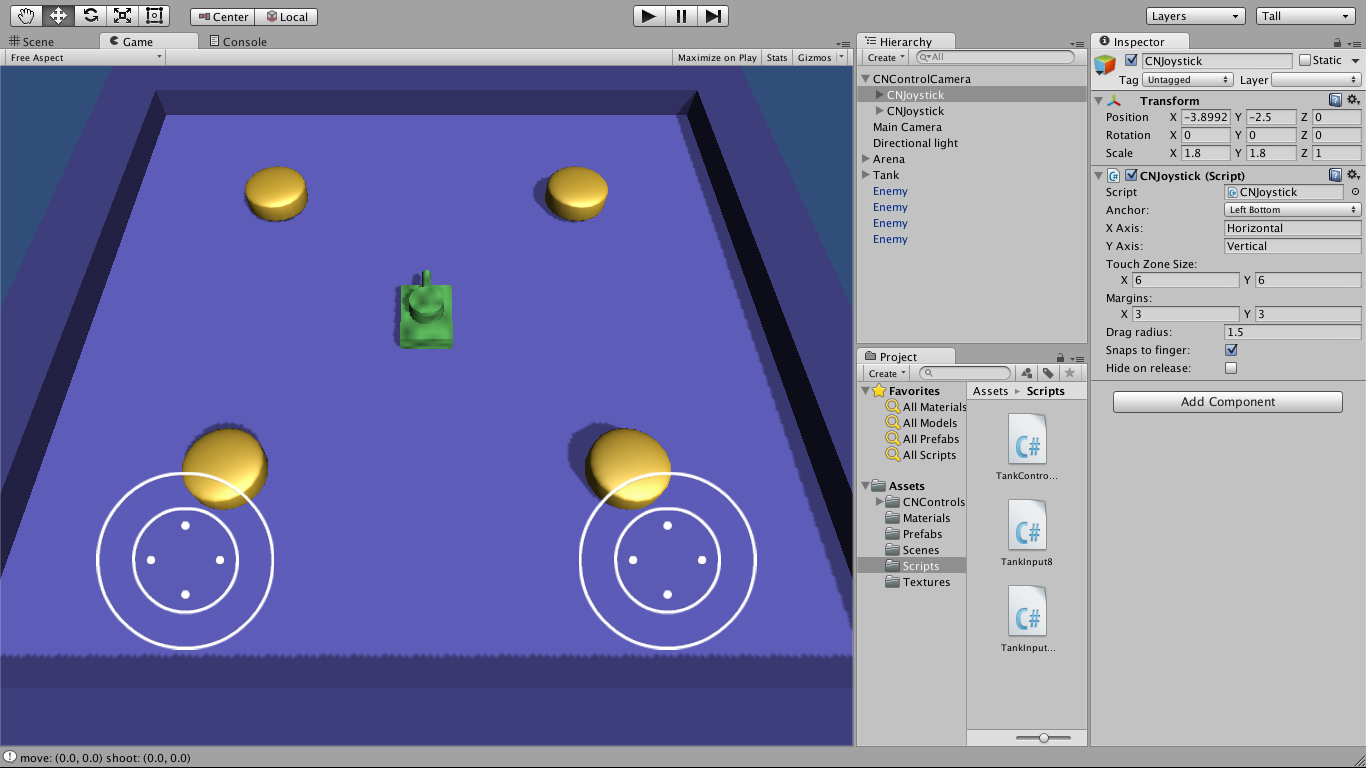 Center Local Layers Tall
Scene Game Console
Free Aspect Maximize on Play Stats Gizmos
Hierarchy
Create All
CNControlCamera
CNJoystick
CNJoystick
Main Camera
Directional light
Arena
Tank
Enemy
Enemy
Enemy
Enemy
Project
Create
Favorites
All Materials
All Models
All Prefabs
All Scripts
Assets
CNControls
Materials
Prefabs
Scenes
Scripts
Textures
Assets Scripts
C#
TankContro...
C#
TankInput8
C#
TankInput...
Inspector
CNJoystick Static
Tag Untagged Layer
Transform
Position X -3.8992 Y -2.5 Z 0
Rotation X 0 Y 0 Z 0
Scale X 1.8 Y 1.8 Z 1
CNJoystick (Script)
Script CNJoystick
Anchor: Left Bottom
X Axis: Horizontal
Y Axis: Vertical
Touch Zone Size:
X 6 Y 6
Margins:
X 3 Y 3
Drag radius: 1.5
Snaps to finger:
Hide on release:
Add Component
move: (0.0, 0.0) shoot: (0.0, 0.0)